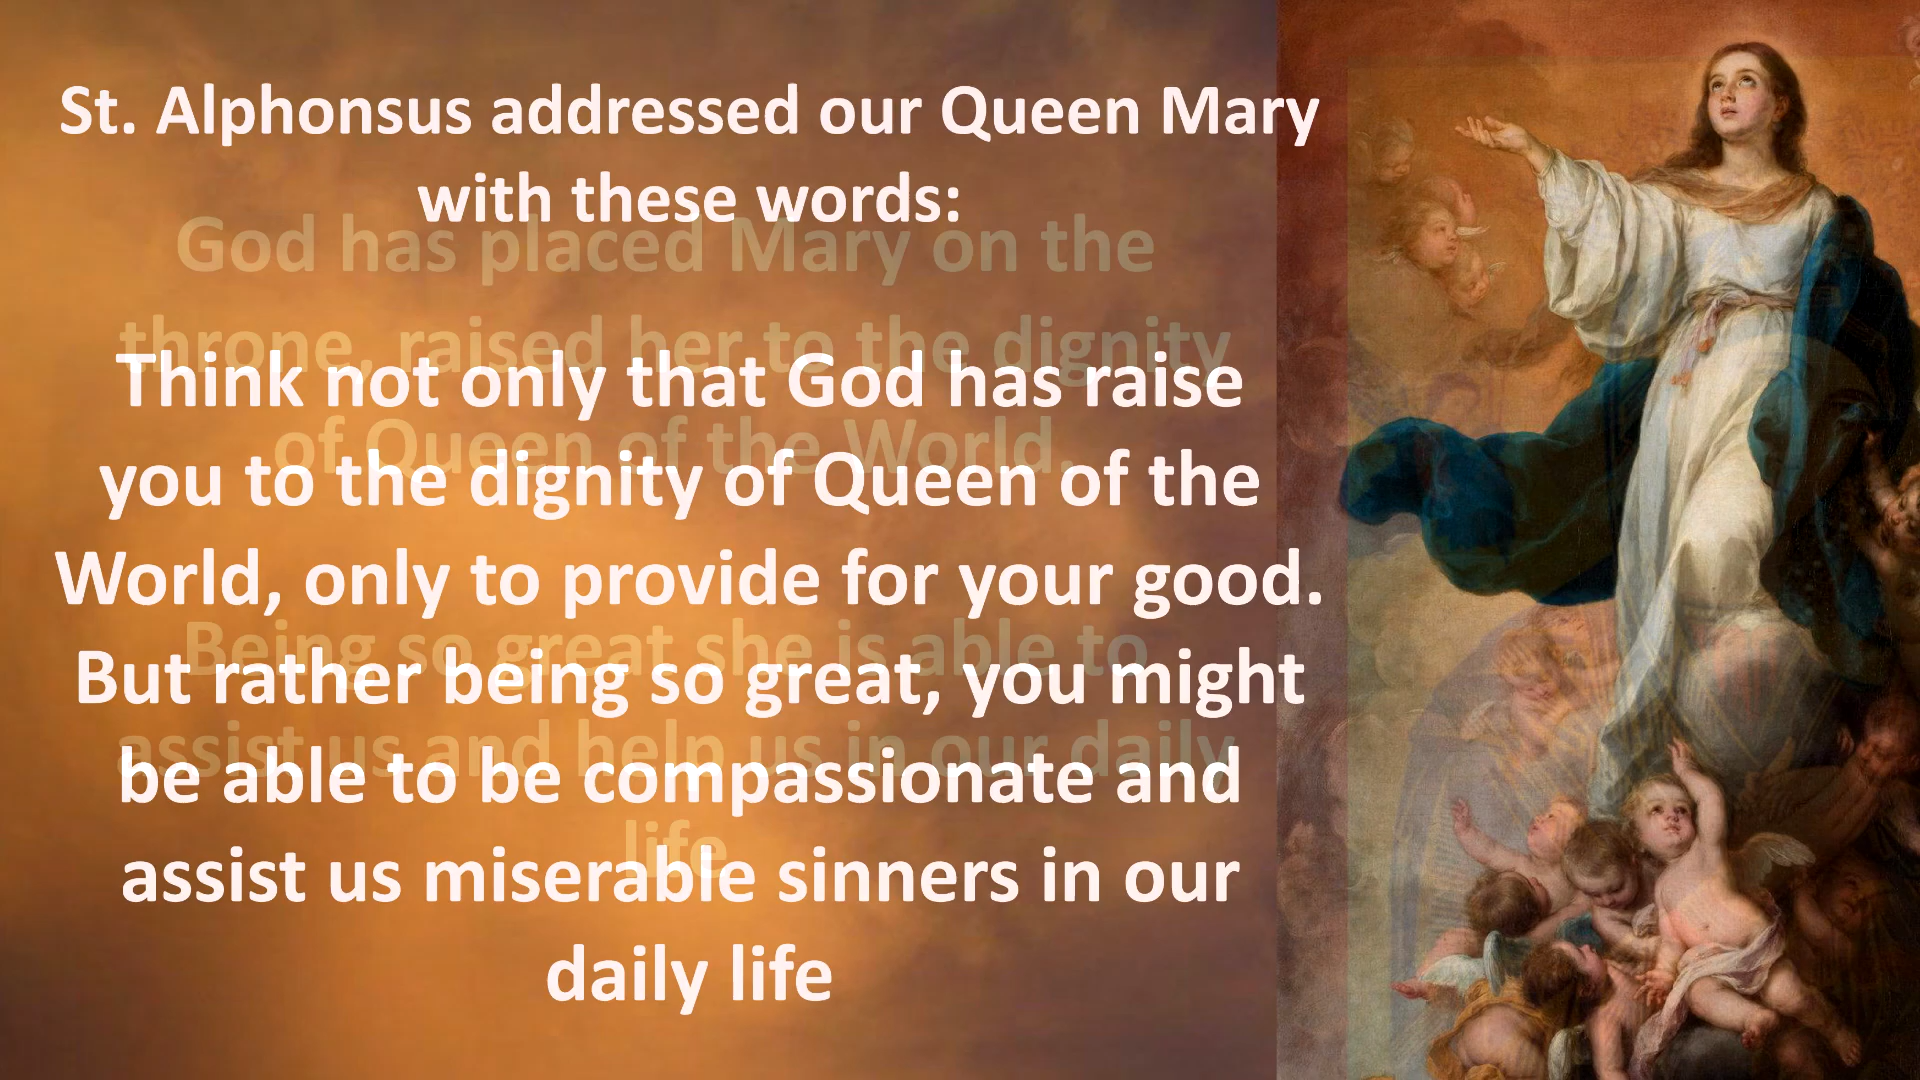 St. Alphonsus addressed our Queen Mary
with these words:
God has placed Mary on the
throne, raised her to the dignity
of Queen of the World.
Think not only that God has raise
you to the dignity of Queen of the
World, only to provide for your good.
But rather being so great, you might
be able to be compassionate and
assist us miserable sinners in our
daily life
Being so great she is able to
assist us and help us in our daily
life